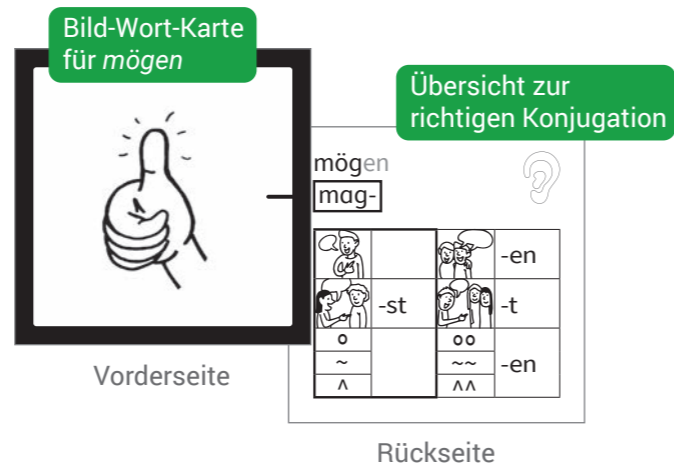 Bild-Wort-Karte
für mögen
Übersicht zur
richtigen Konjugation
mögen
mag-
-en
-st
-t
o
oo
~
~~
-en
^
^^
Vorderseite
Rückseite